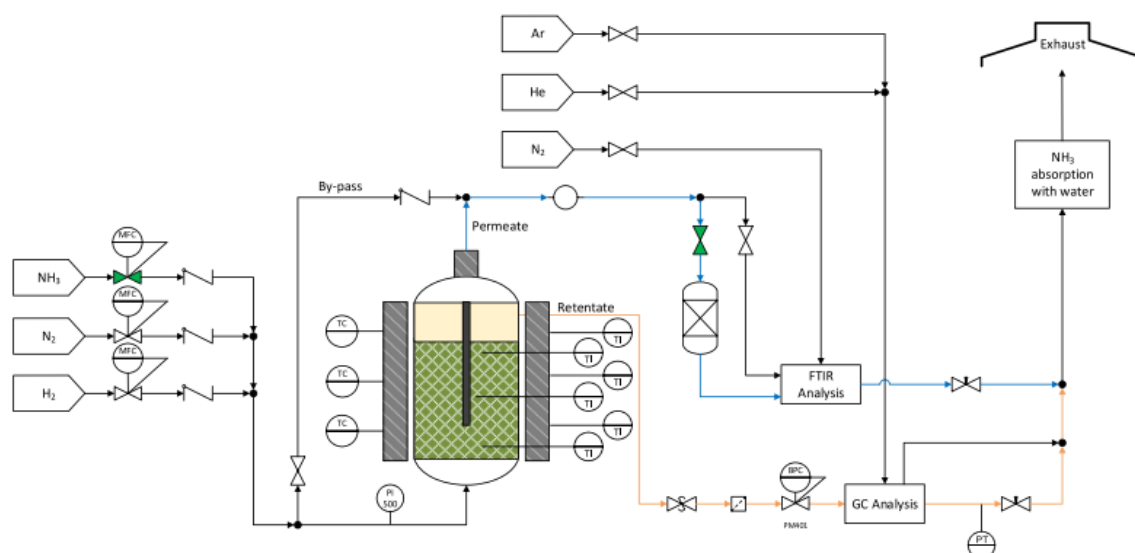 Ar
He
N₂
Exhaust
NH₃
absorption
with water
By-pass
Permeate
MFC
NH₃
MFC
N₂
MFC
H₂
Retentate
TC
TC
TC
TI
TI
TI
TI
TI
TI
PI
500
FTIR
Analysis
BPC
PM401
GC Analysis
PT